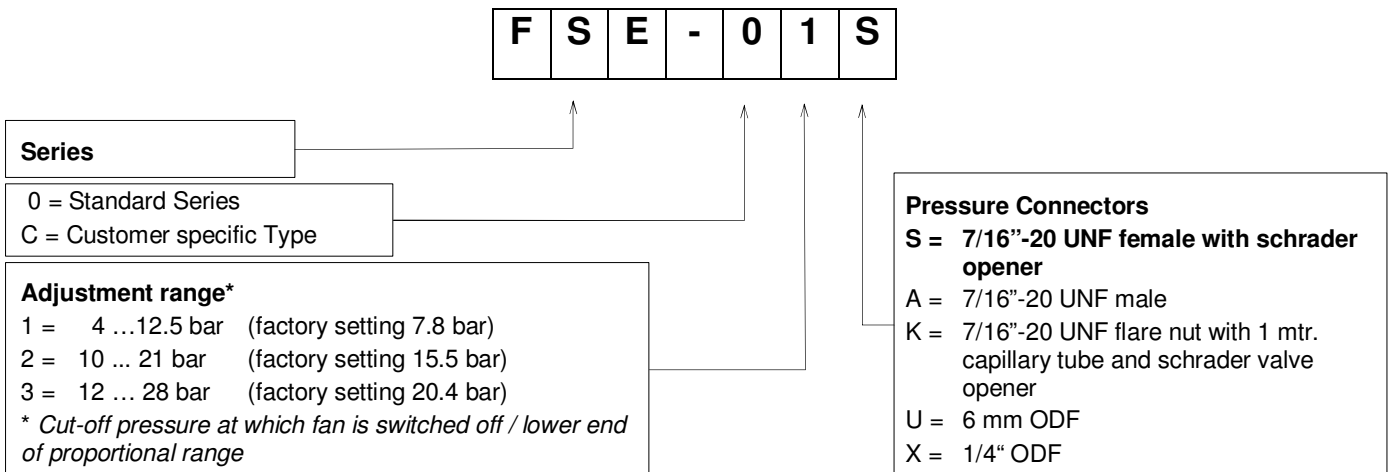 F S E - 0 1 S
Series
0 = Standard Series
C = Customer specific Type
Adjustment range*
1 = 4 …12.5 bar (factory setting 7.8 bar)
2 = 10 ... 21 bar (factory setting 15.5 bar)
3 = 12 … 28 bar (factory setting 20.4 bar)
* Cut-off pressure at which fan is switched off / lower end
of proportional range
Pressure Connectors
S = 7/16”-20 UNF female with schrader
opener
A = 7/16”-20 UNF male
K = 7/16”-20 UNF flare nut with 1 mtr.
capillary tube and schrader valve
opener
U = 6 mm ODF
X = 1/4“ ODF